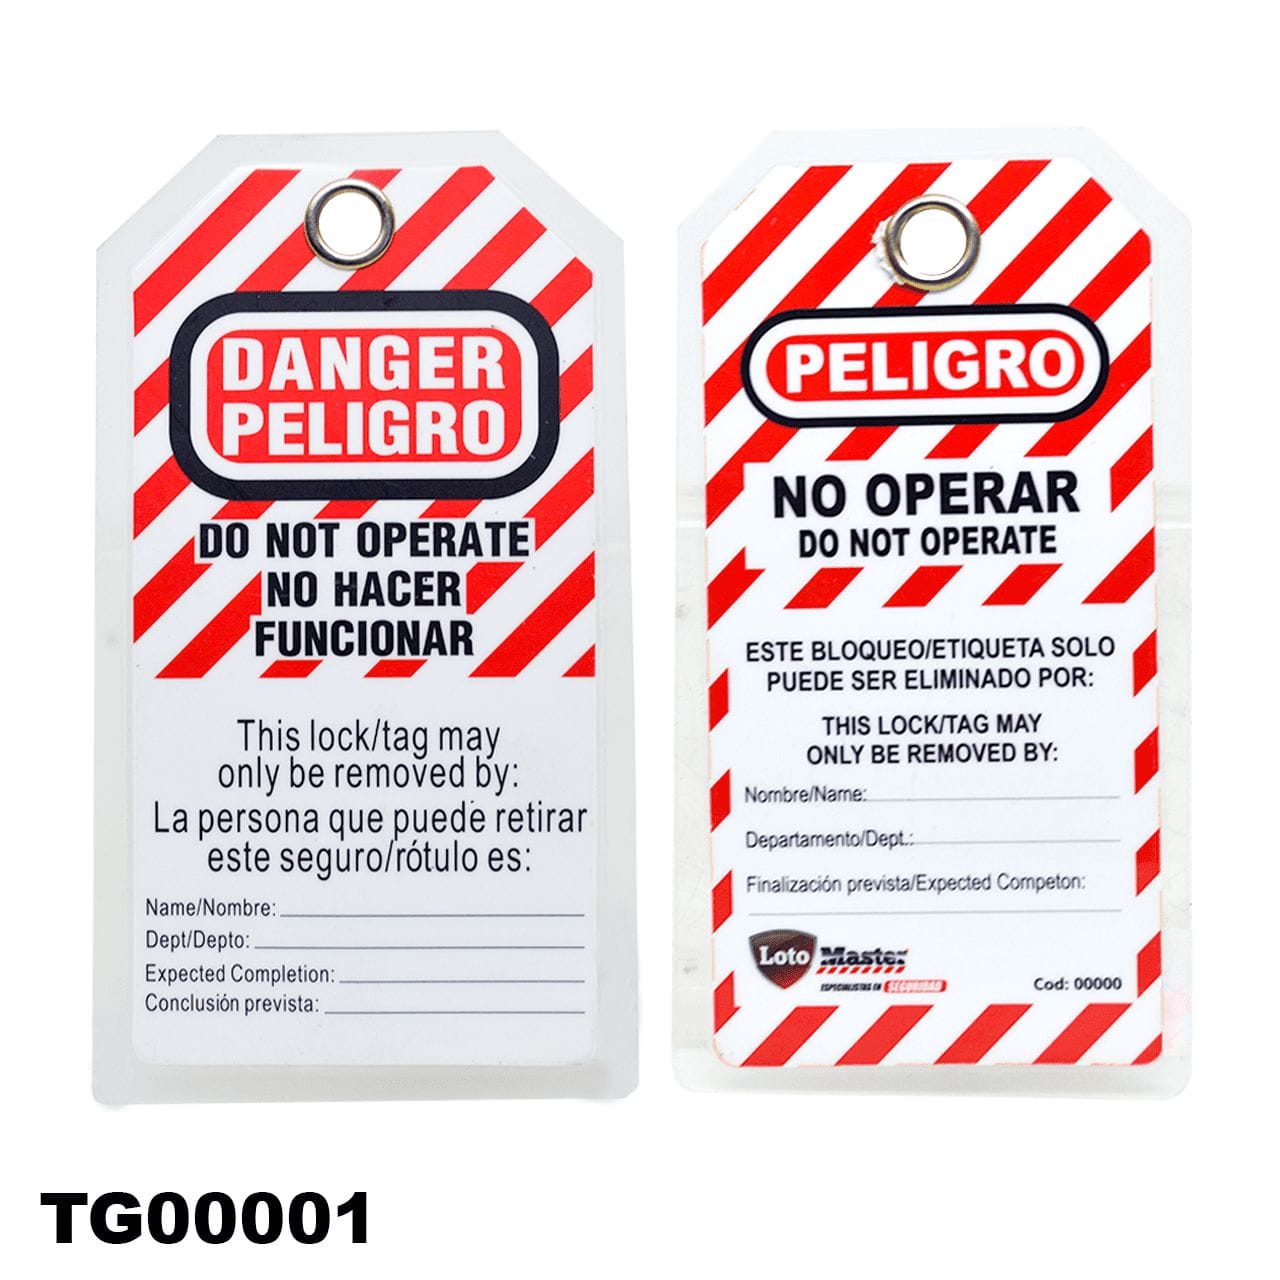 DANGER
PELIGRO
DO NOT OPERATE
NO HACER
FUNCIONAR
This lock/tag may
only be removed by:
La persona que puede retirar
este seguro/rótulo es:
Name/Nombre:
Dept/Depto:
Expected Completion:
Conclusión prevista:
PELIGRO
NO OPERAR
DO NOT OPERATE
ESTE BLOQUEO/ETIQUETA SOLO
PUEDE SER ELIMINADO POR:
THIS LOCK/TAG MAY
ONLY BE REMOVED BY:
Nombre/Name:
Departamento/Dept.:
Finalización prevista/Expected Competon:
Loto Master
ESPECIALISTAS EN SEGURIDAD
Cod: 00000
TG00001